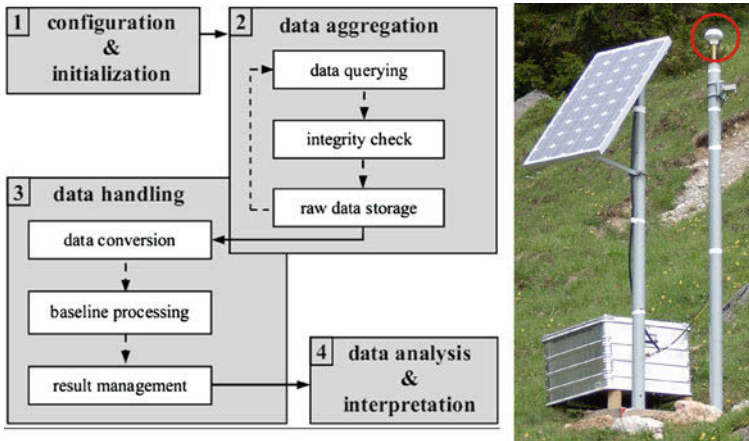 1
configuration
&
initialization
2
data aggregation
data querying
integrity check
raw data storage
3
data handling
data conversion
baseline processing
result management
4
data analysis
&
interpretation